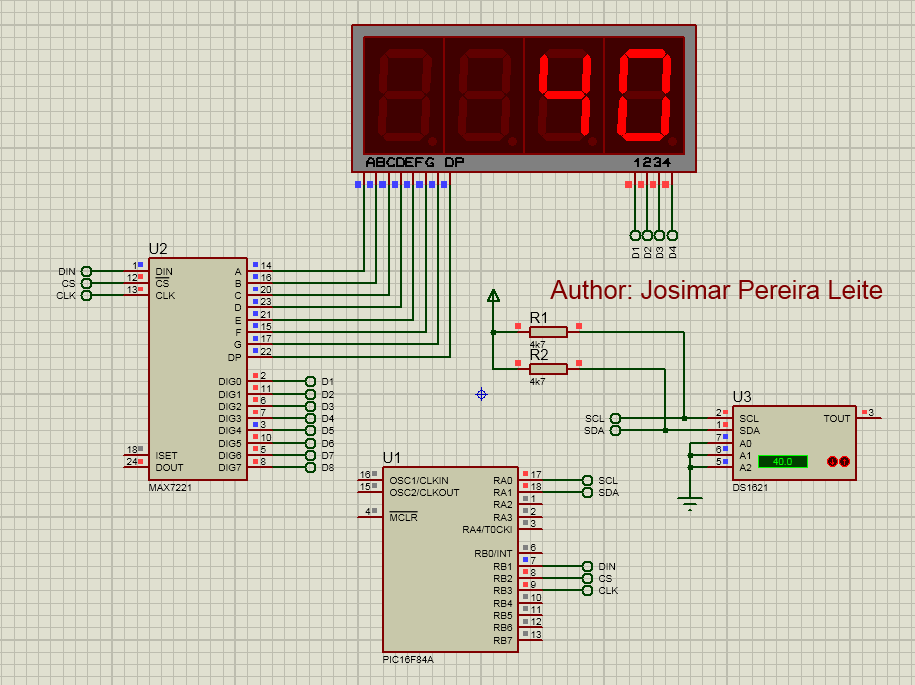 40
ABCDEFG DP
1234
D1
D2
D3
D4
U2
DIN
CS
CLK
1
12
13
18
24
DIN
CS
CLK
ISET
DOUT
A
B
C
D
E
F
G
DP
DIG0
DIG1
DIG2
DIG3
DIG4
DIG5
DIG6
DIG7
14
16
20
23
21
15
17
22
2
11
6
7
3
10
5
8
D1
D2
D3
D4
D5
D6
D7
D8
MAX7221
Author: Josimar Pereira Leite
R1
4k7
R2
4k7
U3
SCL
SDA
2
1
7
6
5
SCL
SDA
A0
A1
A2
TOUT
3
40.0
DS1621
U1
16
15
4
OSC1/CLKIN
OSC2/CLKOUT
MCLR
RA0
RA1
RA2
RA3
RA4/T0CKI
RB0/INT
RB1
RB2
RB3
RB4
RB5
RB6
RB7
17
18
1
2
3
6
7
8
9
10
11
12
13
SCL
SDA
DIN
CS
CLK
PIC16F84A